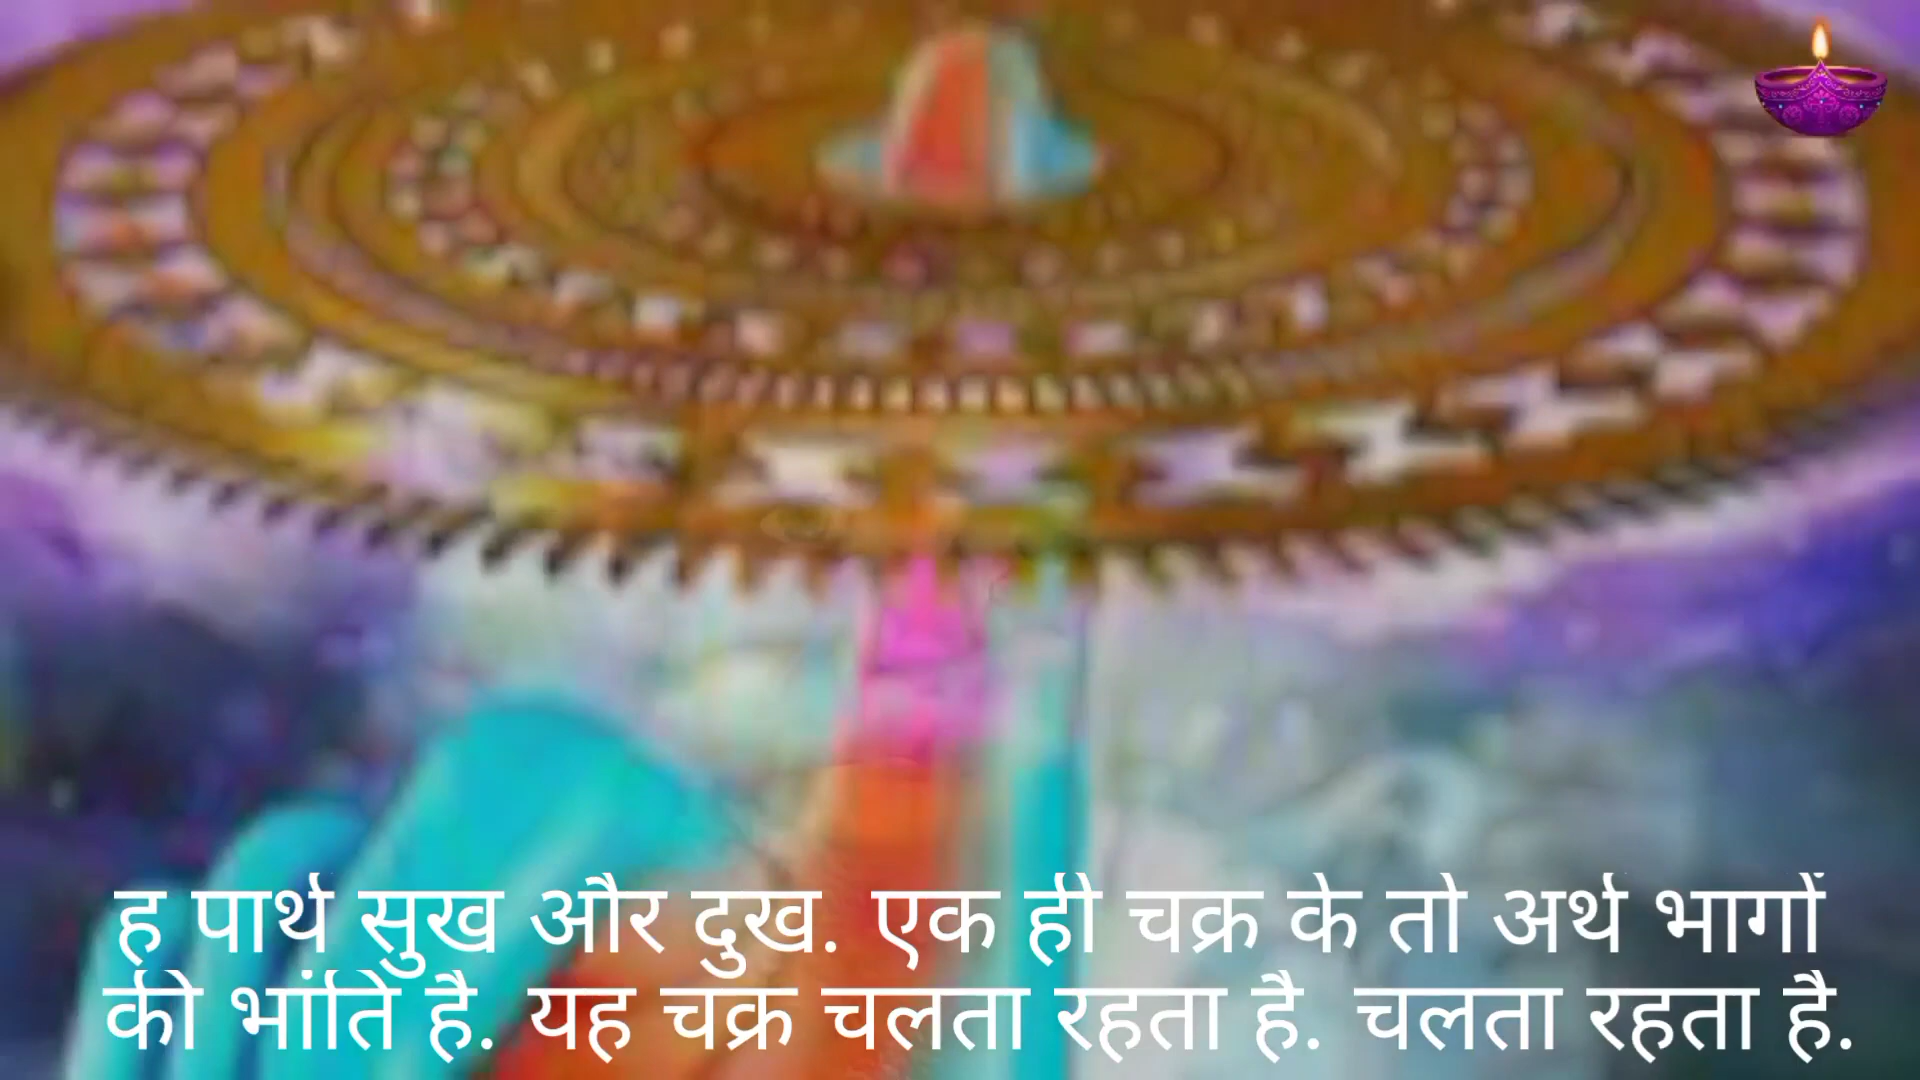 ह पार्थ सुख और दुख. एक ही चक्र के तो अर्थ भागों
की भांति है. यह चक्र चलता रहता है. चलता रहता है.